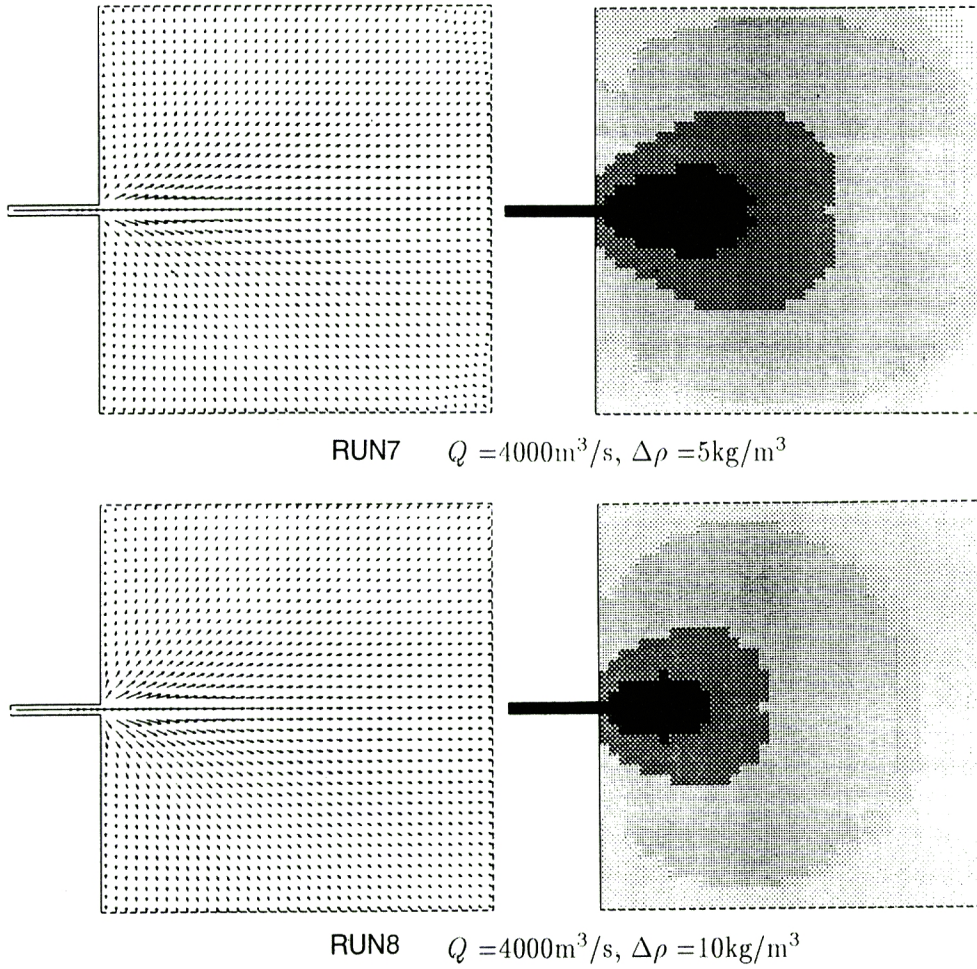 RUN7 Q =4000m³/s, Δρ =5kg/m³
RUN8 Q =4000m³/s, Δρ =10kg/m³